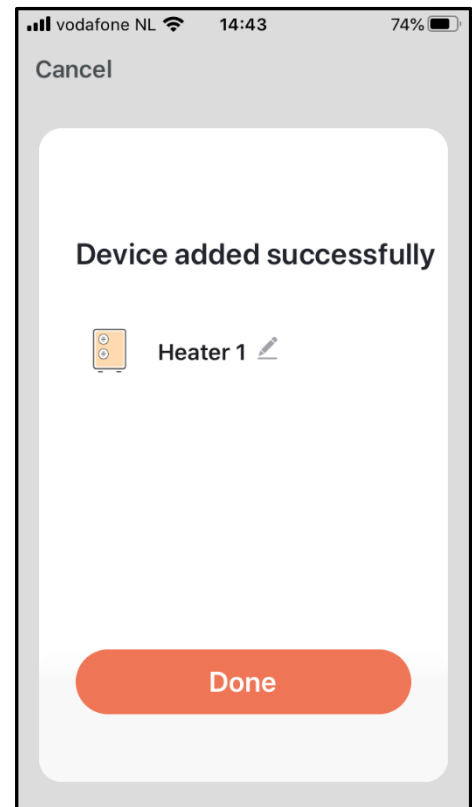 vodafone NL 14:43 74%
Cancel
Device added successfully
Heater 1
Done